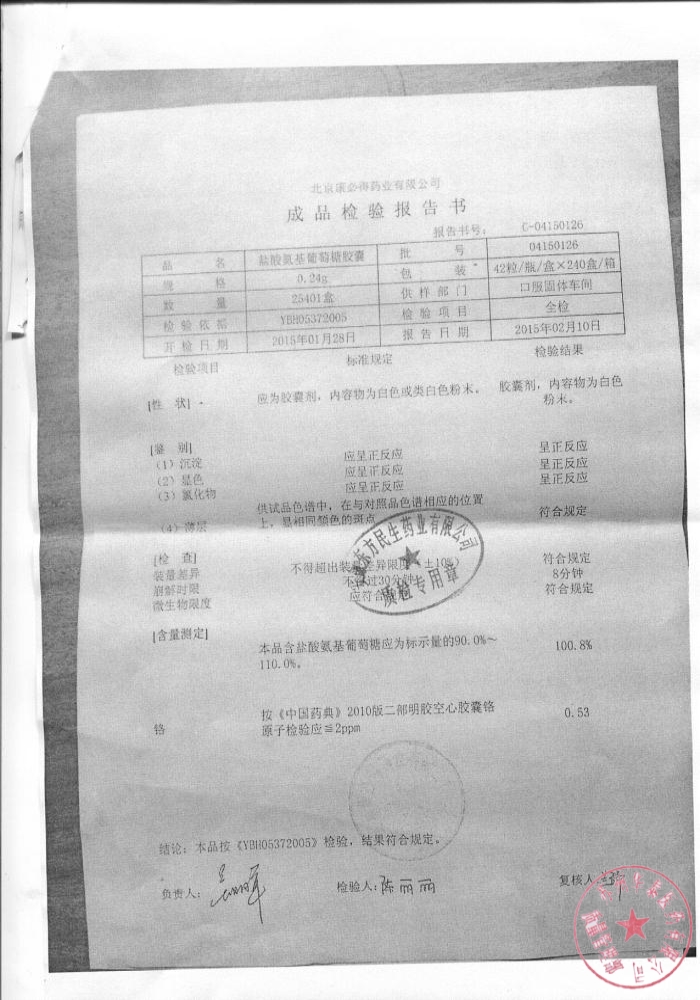 北京康必得药业有限公司
成品检验报告书
报告书号: C-04150126
品 名 盐酸氨基葡萄糖胶囊 批 号 04150126
规 格 0.24g 包 装 42粒/瓶/盒×240盒/箱
数 量 25401盒 供样部门 口服固体车间
检验依据 YBH05372005 检验项目 全检
开检日期 2015年01月28日 报告日期 2015年02月10日
检验项目 标准规定 检验结果
[性 状] 应为胶囊剂，内容物为白色或类白色粉末。 胶囊剂，内容物为白色
粉末。
[鉴 别]
(1) 沉淀 应呈正反应 呈正反应
(2) 显色 应呈正反应 呈正反应
(3) 氯化物 应呈正反应 呈正反应
供试品色谱中，在与对照品色谱相应的位置
(4) 薄层 上，显相同颜色的斑点 符合规定
[检 查]
装量差异 不得超出装量差异限度 ±10% 符合规定
崩解时限 不得过30分钟 8分钟
微生物限度 应符合 符合规定
东方民生药业有限公司
质检专用章
[含量测定]
本品含盐酸氨基葡萄糖应为标示量的90.0%～ 100.8%
110.0%。
铬 按《中国药典》2010版二部明胶空心胶囊铬 0.53
原子检验应≦2ppm
结论: 本品按《YBH05372005》检验，结果符合规定。
负责人: 检验人: 陈丽丽 复核人